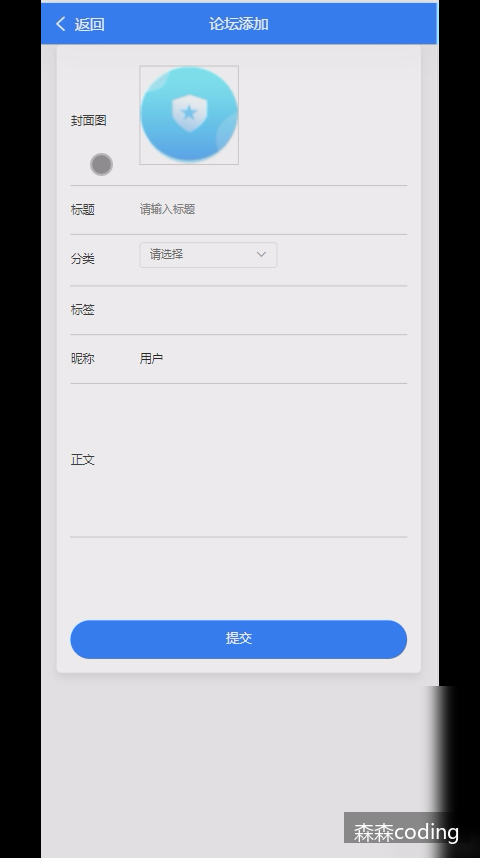 返回
论坛添加
封面图
标题
请输入标题
分类
请选择
标签
昵称
用户
正文
提交
森森coding